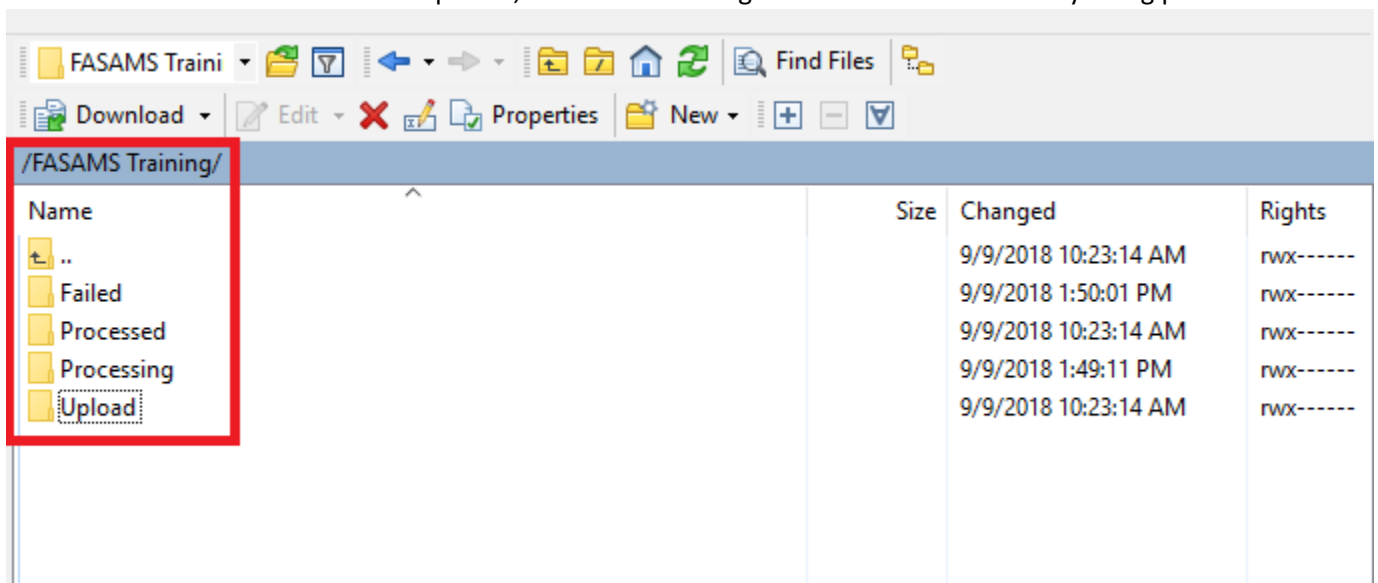 FASAMS Traini Find Files
Download Edit Properties New
/FASAMS Training/
Name Size Changed Rights
.. 9/9/2018 10:23:14 AM rwx------
Failed 9/9/2018 1:50:01 PM rwx------
Processed 9/9/2018 10:23:14 AM rwx------
Processing 9/9/2018 1:49:11 PM rwx------
Upload 9/9/2018 10:23:14 AM rwx------